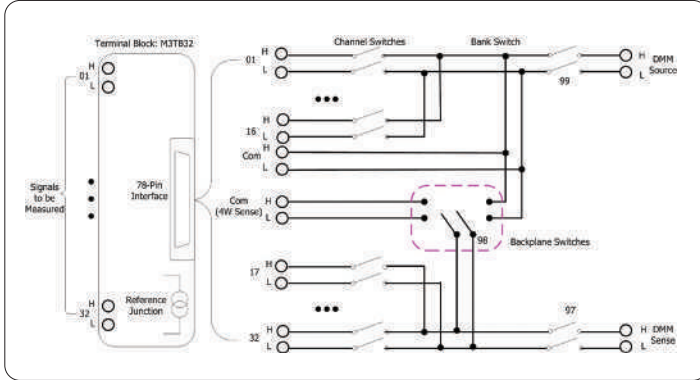 Terminal Block: M3TB32
Channel Switches
Bank Switch
H
01
L
H
01
L
H
L
DMM
Source
99
H
16
L
H
Com
L
Signals
to be
Measured
78-Pin
Interface
Com
(4W Sense)
H
L
98
Backplane Switches
17
H
L
97
Reference
Junction
H
32
L
32
H
L
H
L
DMM
Sense